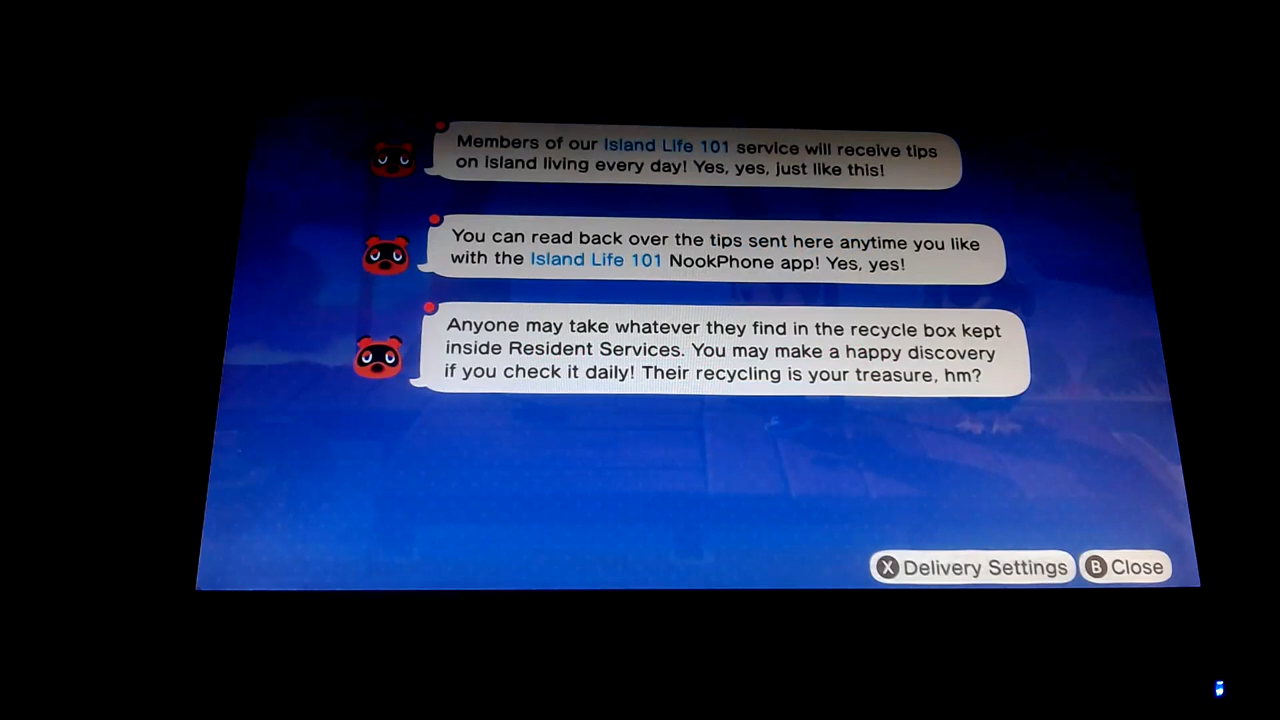 Members of our Island Life 101 service will receive tips
on island living every day! Yes, yes, just like this!
You can read back over the tips sent here anytime you like
with the Island Life 101 NookPhone app! Yes, yes!
Anyone may take whatever they find in the recycle box kept
inside Resident Services. You may make a happy discovery
if you check it daily! Their recycling is your treasure, hm?
X Delivery Settings B Close